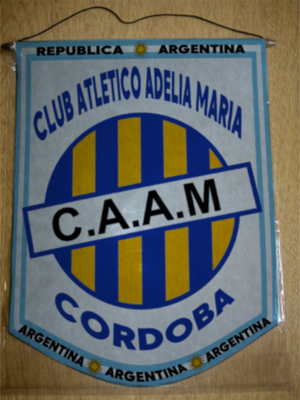 REPUBLICA ARGENTINA
CLUB ATLETICO ADELIA MARIA
C.A.A.M
CORDOBA
ARGENTINA ARGENTINA ARGENTINA